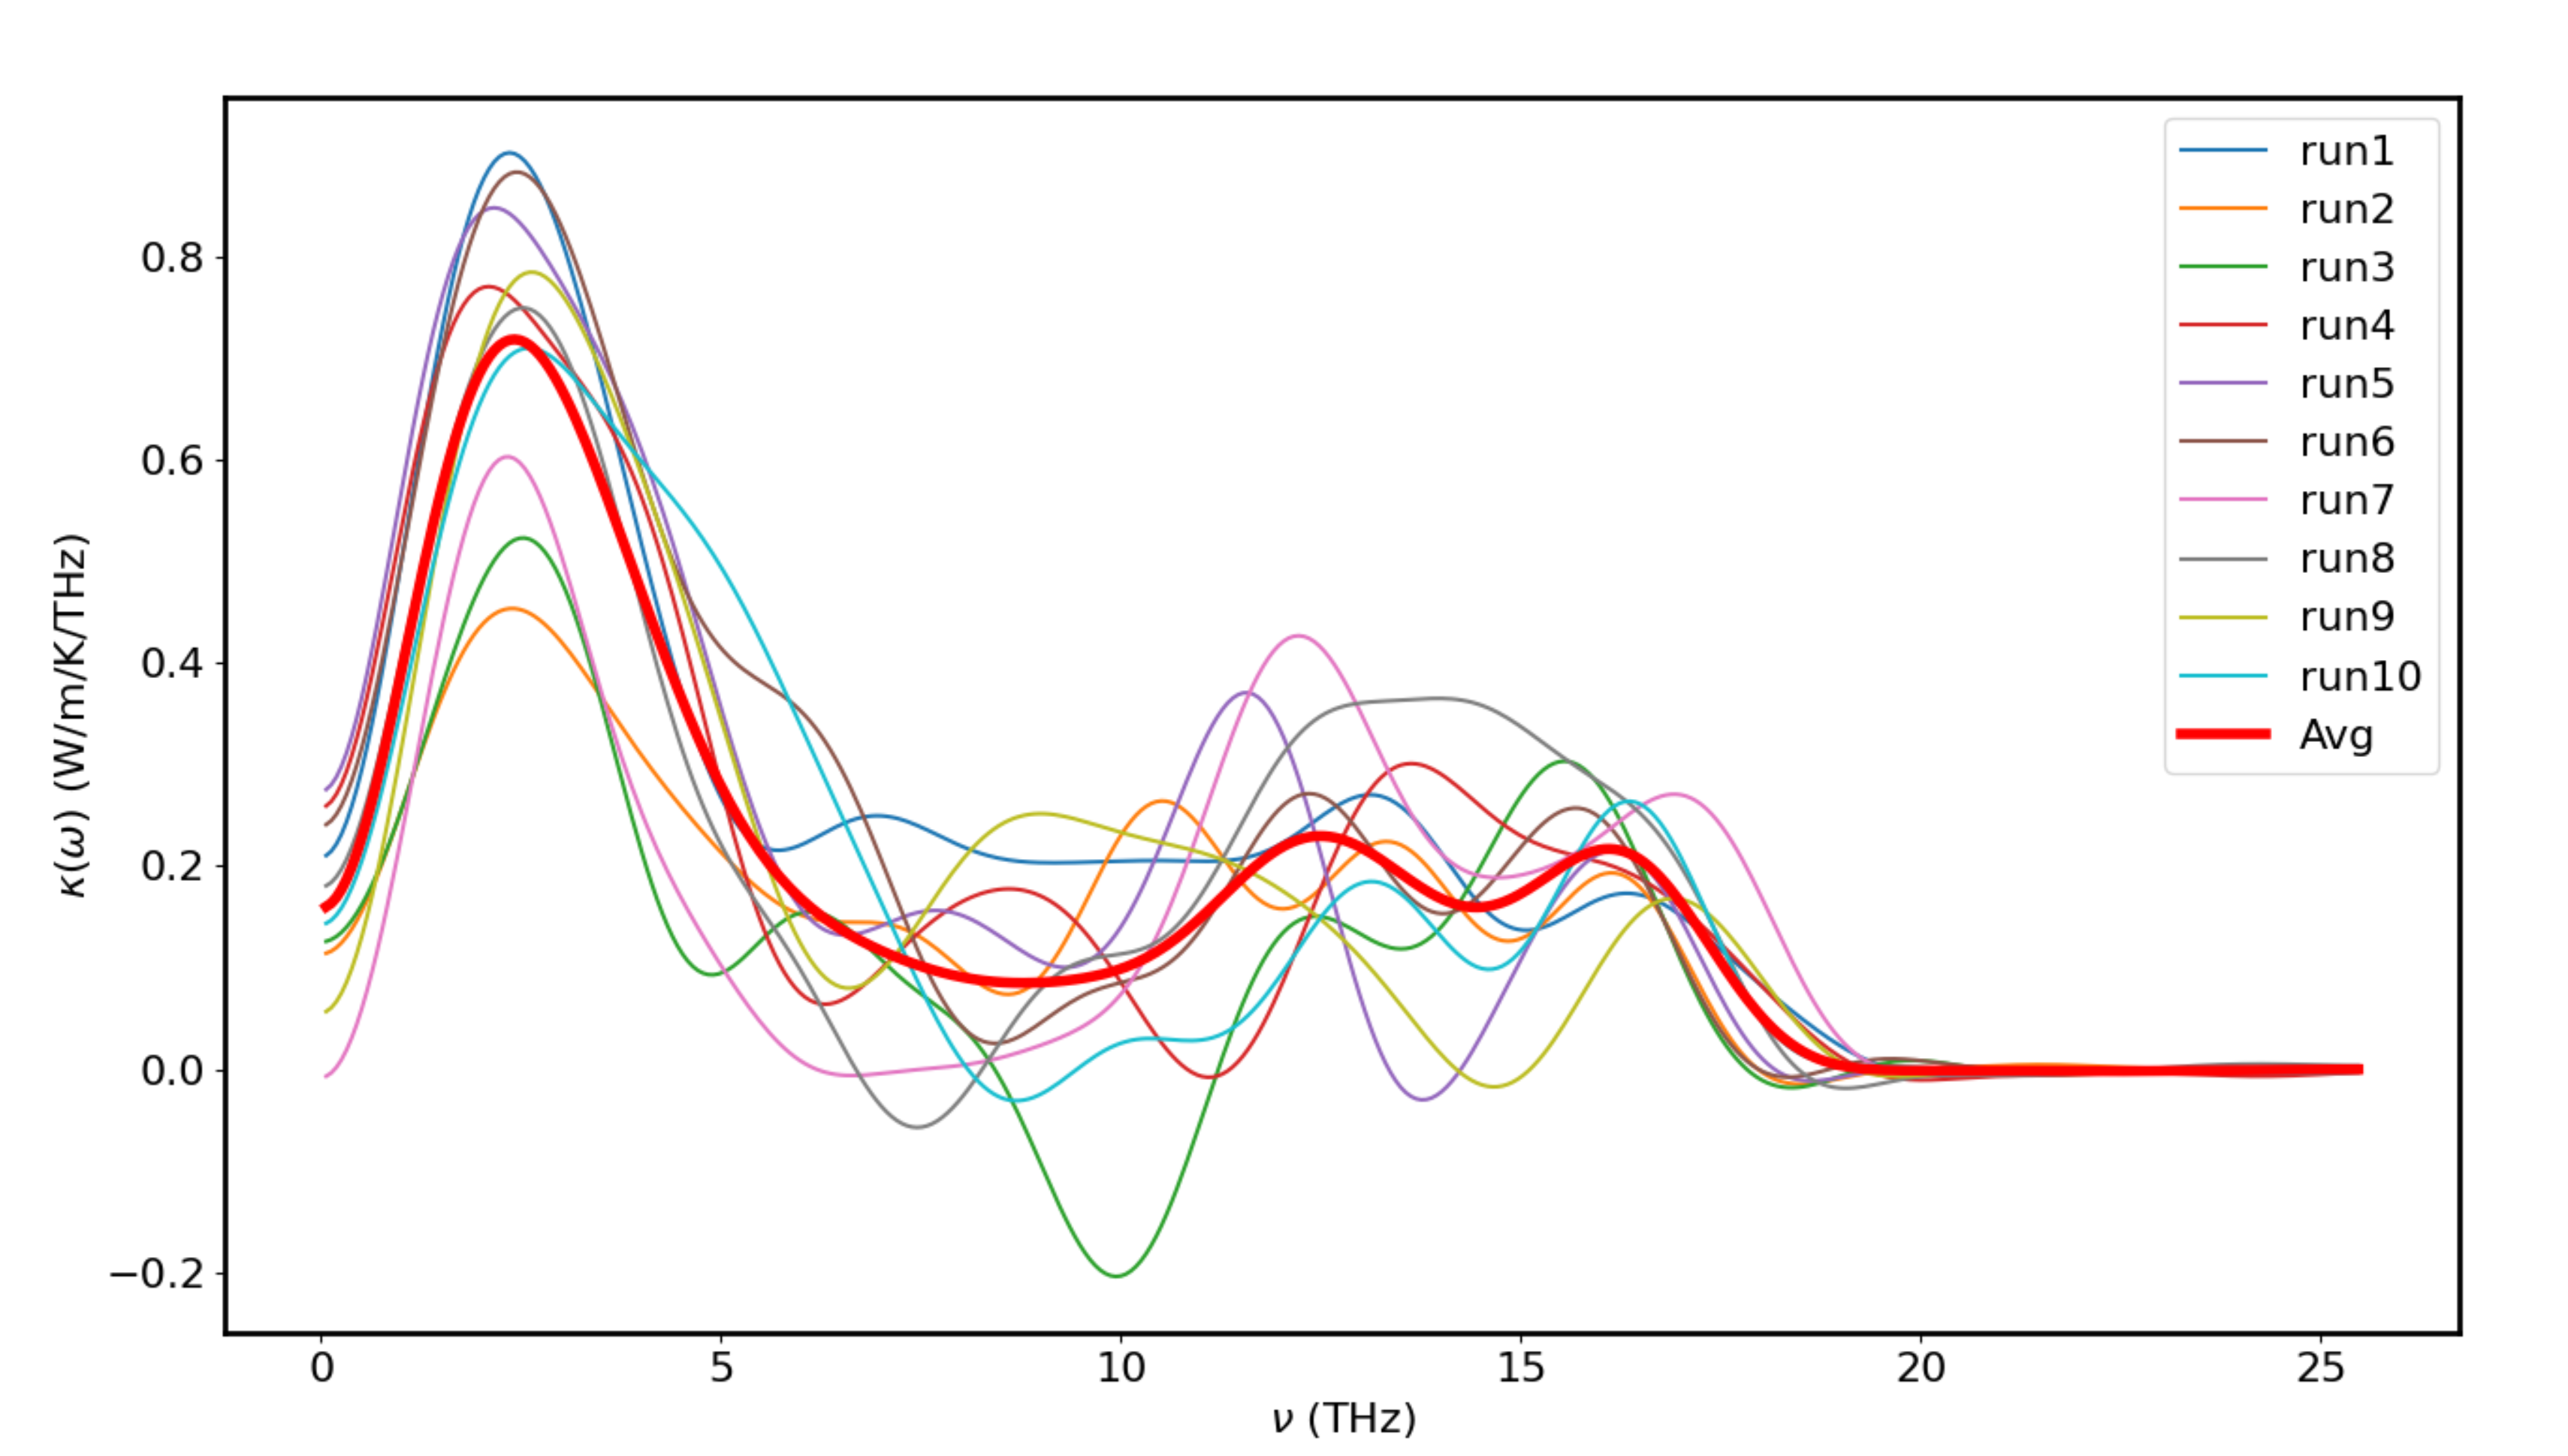 κ(ω) (W/m/K/THz)
0.8
0.6
0.4
0.2
0.0
−0.2
0 5 10 15 20 25
ν (THz)
run1
run2
run3
run4
run5
run6
run7
run8
run9
run10
Avg